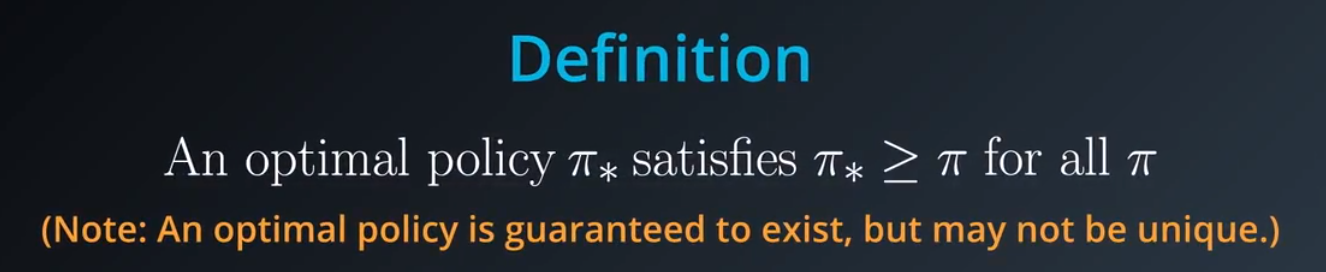 Definition
An optimal policy π* satisfies π* ≥ π for all π
(Note: An optimal policy is guaranteed to exist, but may not be unique.)